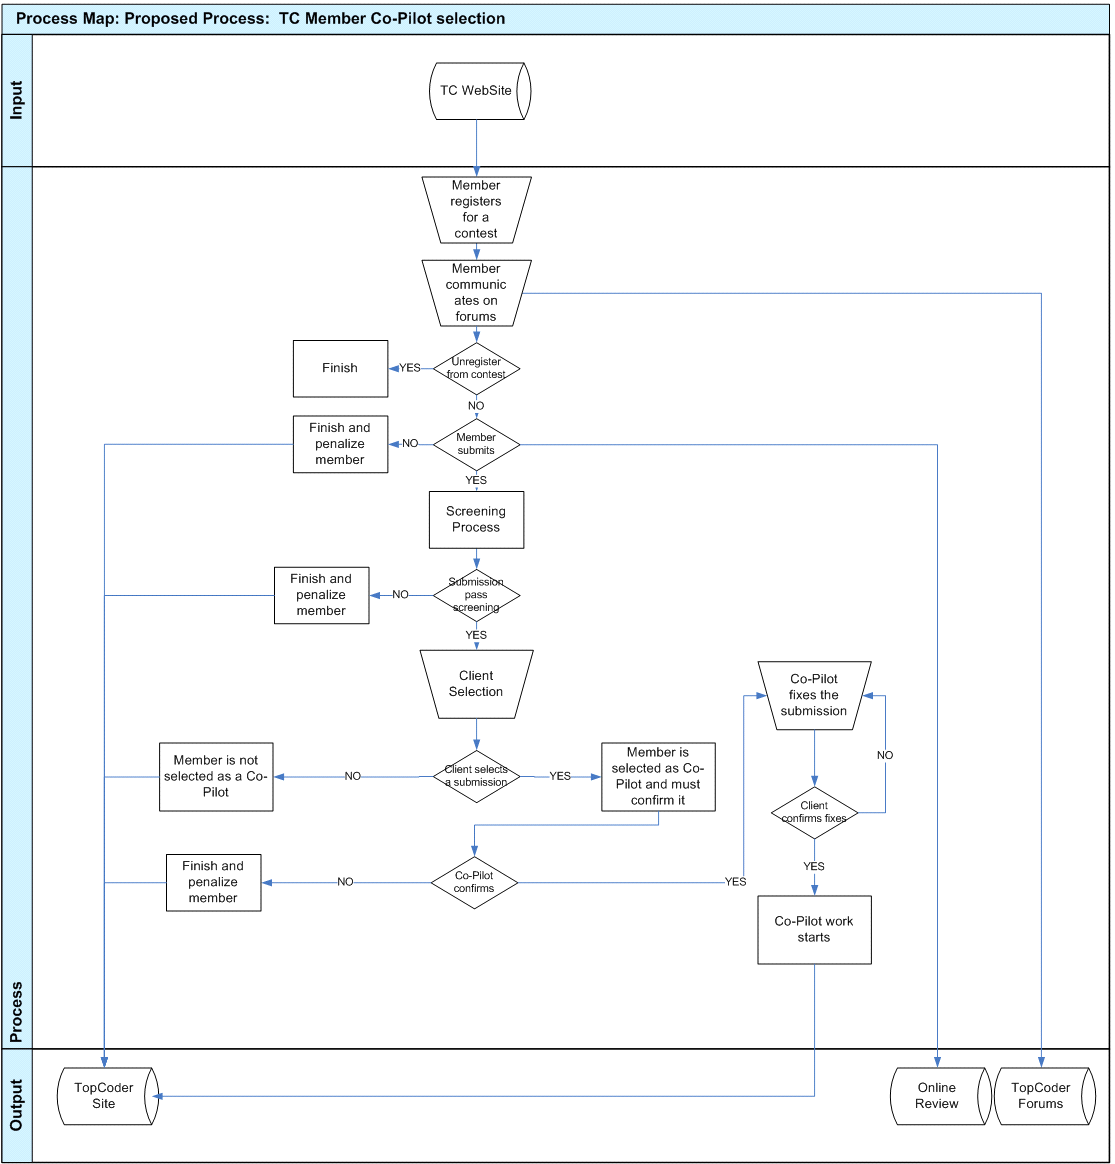 Process Map: Proposed Process:  TC Member Co-Pilot selection
Input
TC WebSite
Process
Member
registers
for a
contest
Member
communic
ates on
forums
Unregister
from contest
YES
Finish
NO
Member
submits
NO
Finish and
penalize
member
YES
Screening
Process
Submission
pass
screening
NO
Finish and
penalize
member
YES
Client
Selection
Client selects
a submission
NO
Member is not
selected as a Co-
Pilot
YES
Member is
selected as Co-
Pilot and must
confirm it
Co-Pilot
confirms
NO
Finish and
penalize
member
YES
Co-Pilot
fixes the
submission
Client
confirms fixes
NO
YES
Co-Pilot work
starts
Output
TopCoder
Site
Online
Review
TopCoder
Forums